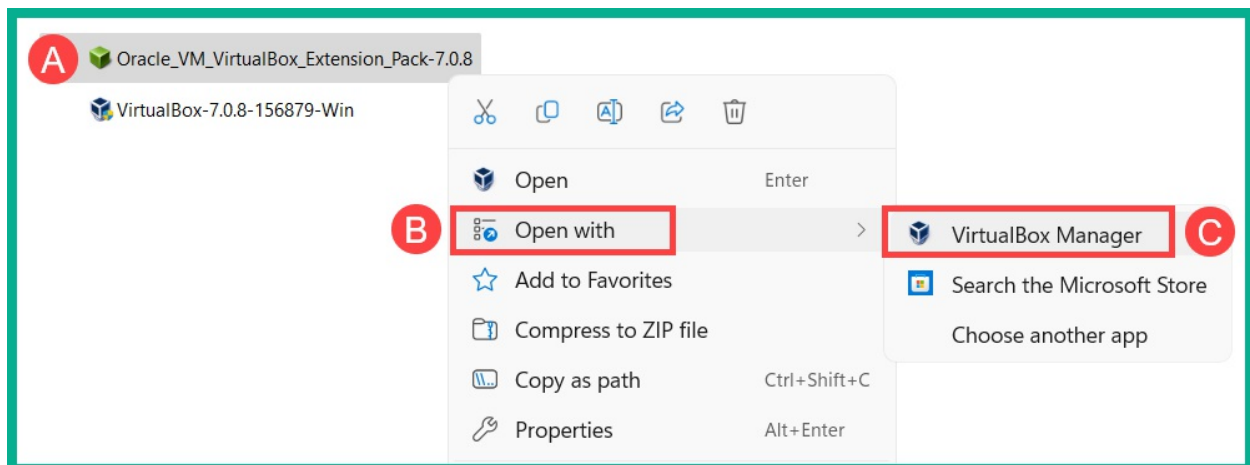 A Oracle_VM_VirtualBox_Extension_Pack-7.0.8
VirtualBox-7.0.8-156879-Win
Open Enter
B Open with
VirtualBox Manager C
Add to Favorites
Search the Microsoft Store
Compress to ZIP file
Choose another app
Copy as path Ctrl+Shift+C
Properties Alt+Enter